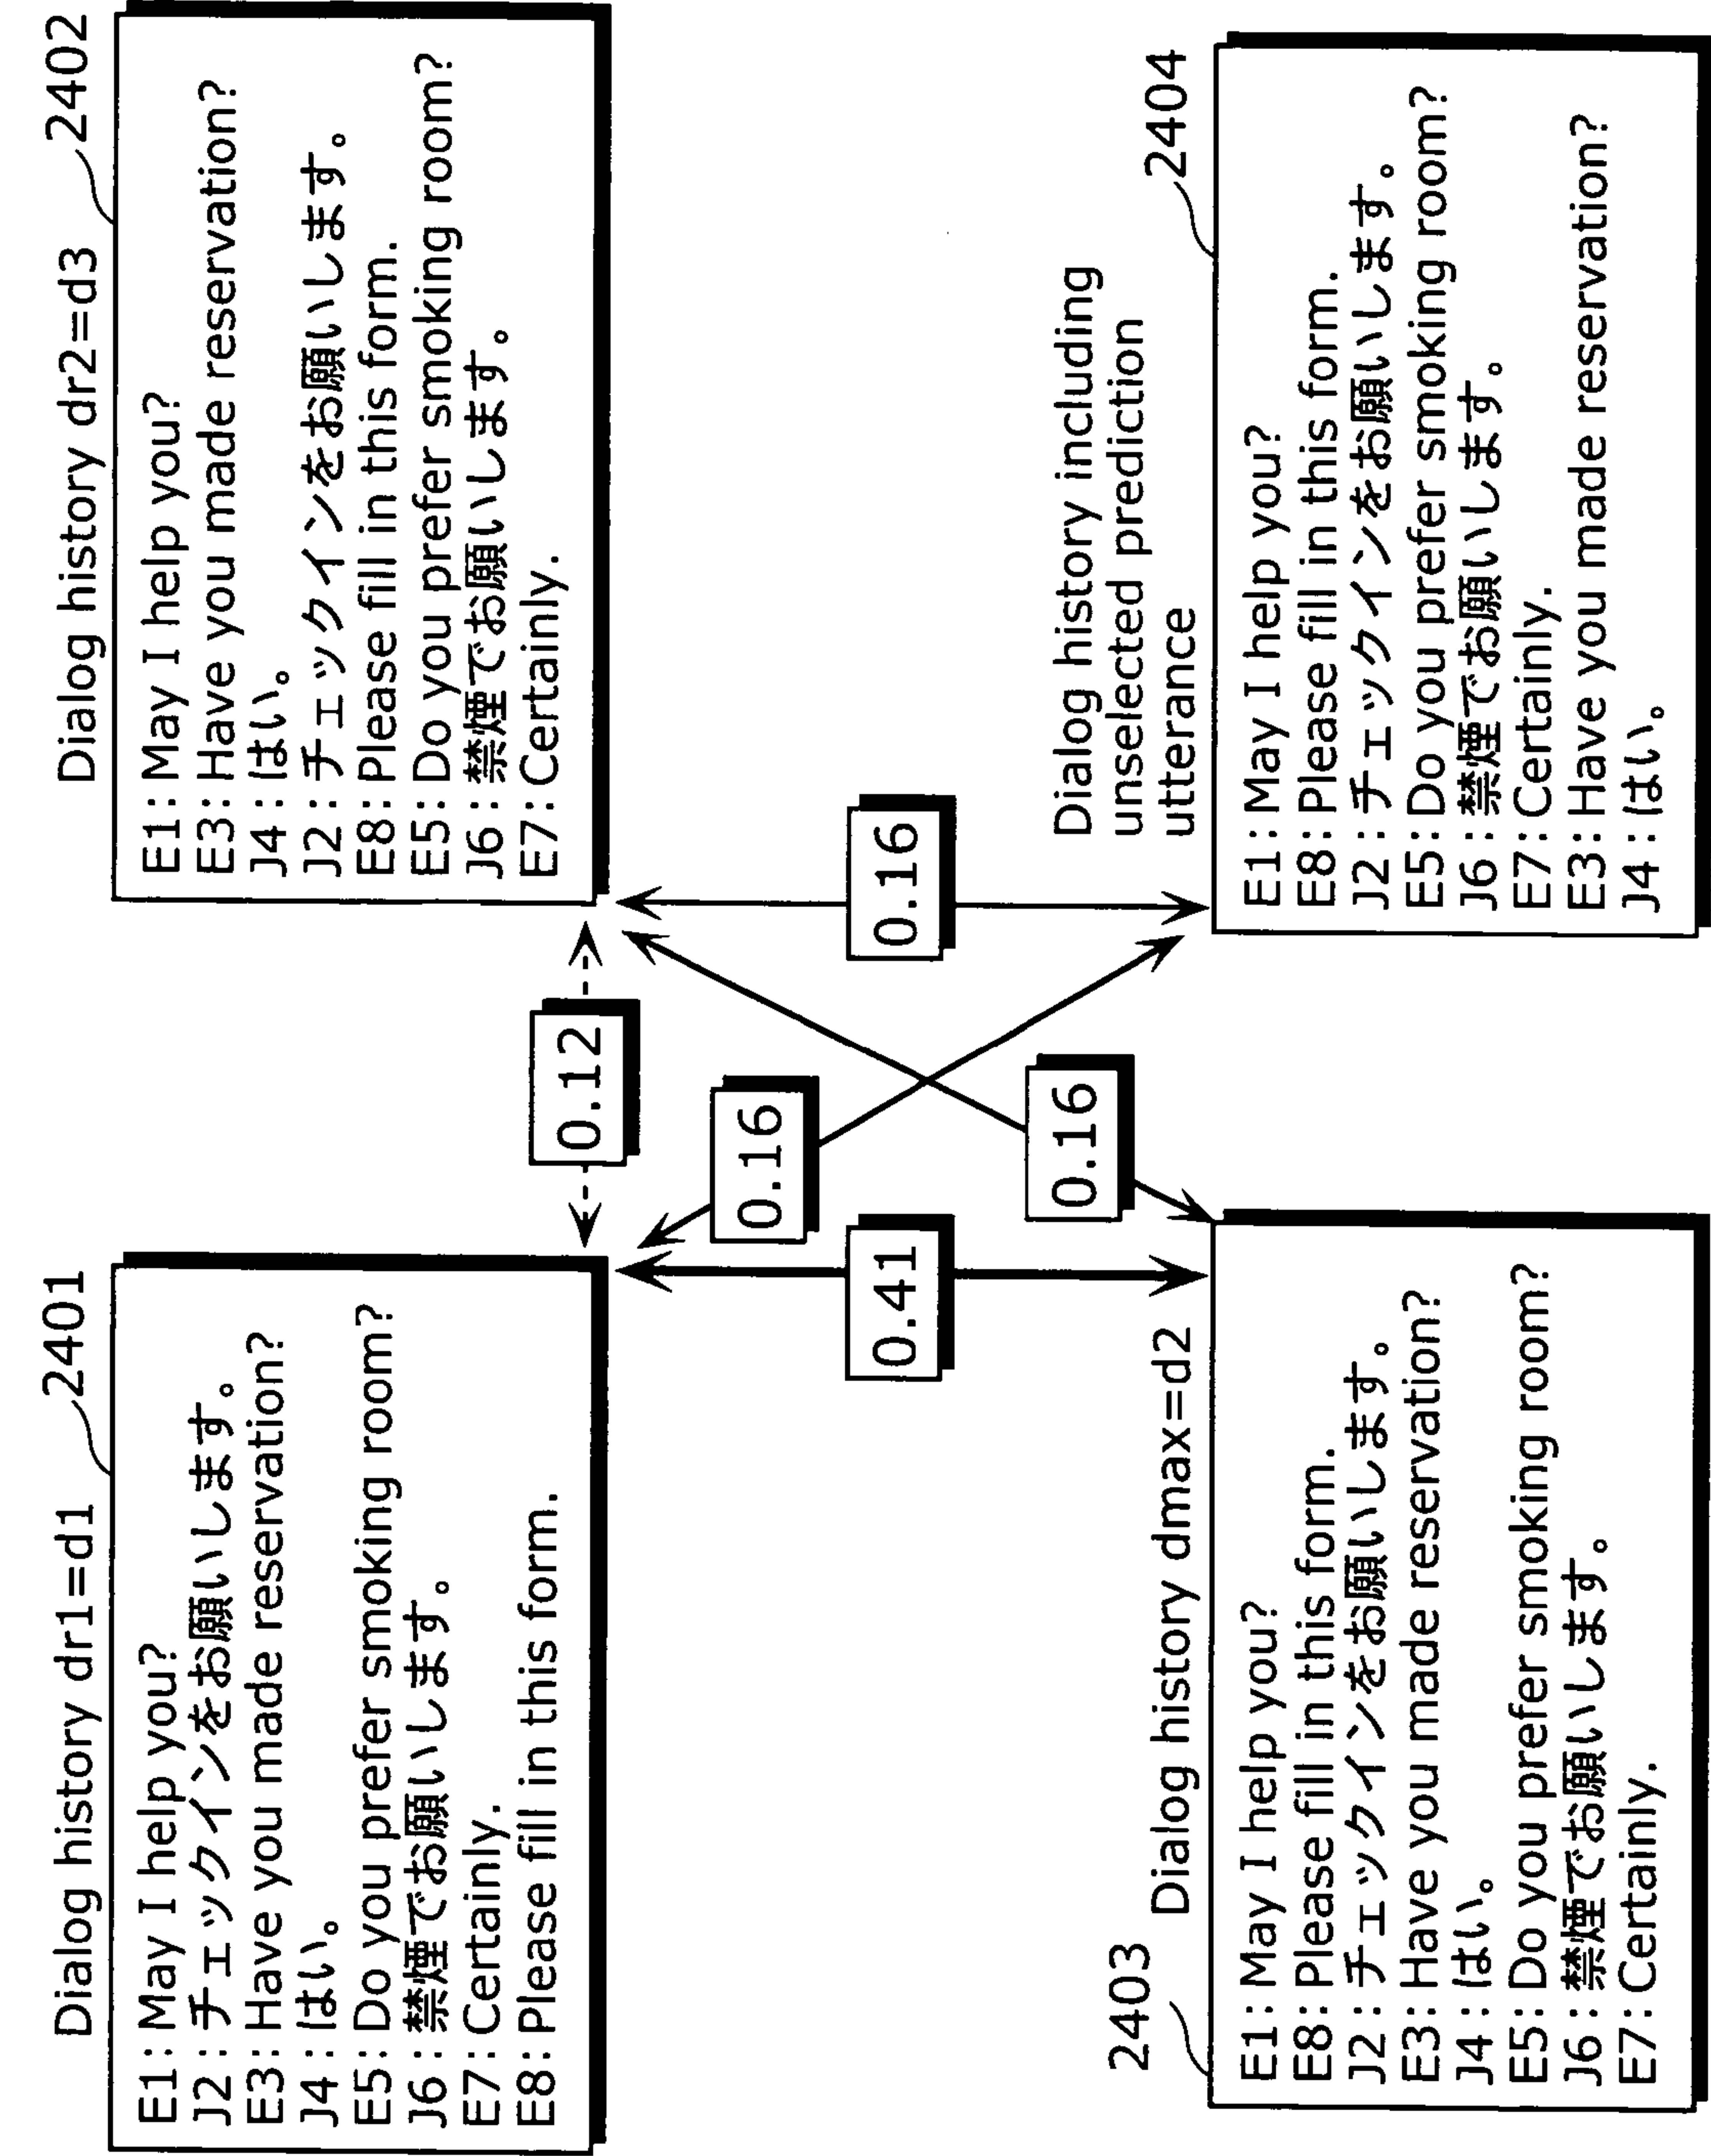 Dialog history dr1=d1
2401
E1:May I help you?
J2:チェックインをお願いします。
E3:Have you made reservation?
J4:はい。
E5:Do you prefer smoking room?
J6:禁煙でお願いします。
E7:Certainly.
E8:Please fill in this form.
Dialog history dr2=d3
2402
E1:May I help you?
E3:Have you made reservation?
J4:はい。
J2:チェックインをお願いします。
E8:Please fill in this form.
E5:Do you prefer smoking room?
J6:禁煙でお願いします。
E7:Certainly.
0.12
0.16
0.41
0.16
0.16
2403
Dialog history dmax=d2
E1:May I help you?
E8:Please fill in this form.
J2:チェックインをお願いします。
E3:Have you made reservation?
J4:はい。
E5:Do you prefer smoking room?
J6:禁煙でお願いします。
E7:Certainly.
Dialog history including
unselected prediction
utterance
2404
E1:May I help you?
E8:Please fill in this form.
J2:チェックインをお願いします。
E5:Do you prefer smoking room?
J6:禁煙でお願いします。
E7:Certainly.
E3:Have you made reservation?
J4:はい。